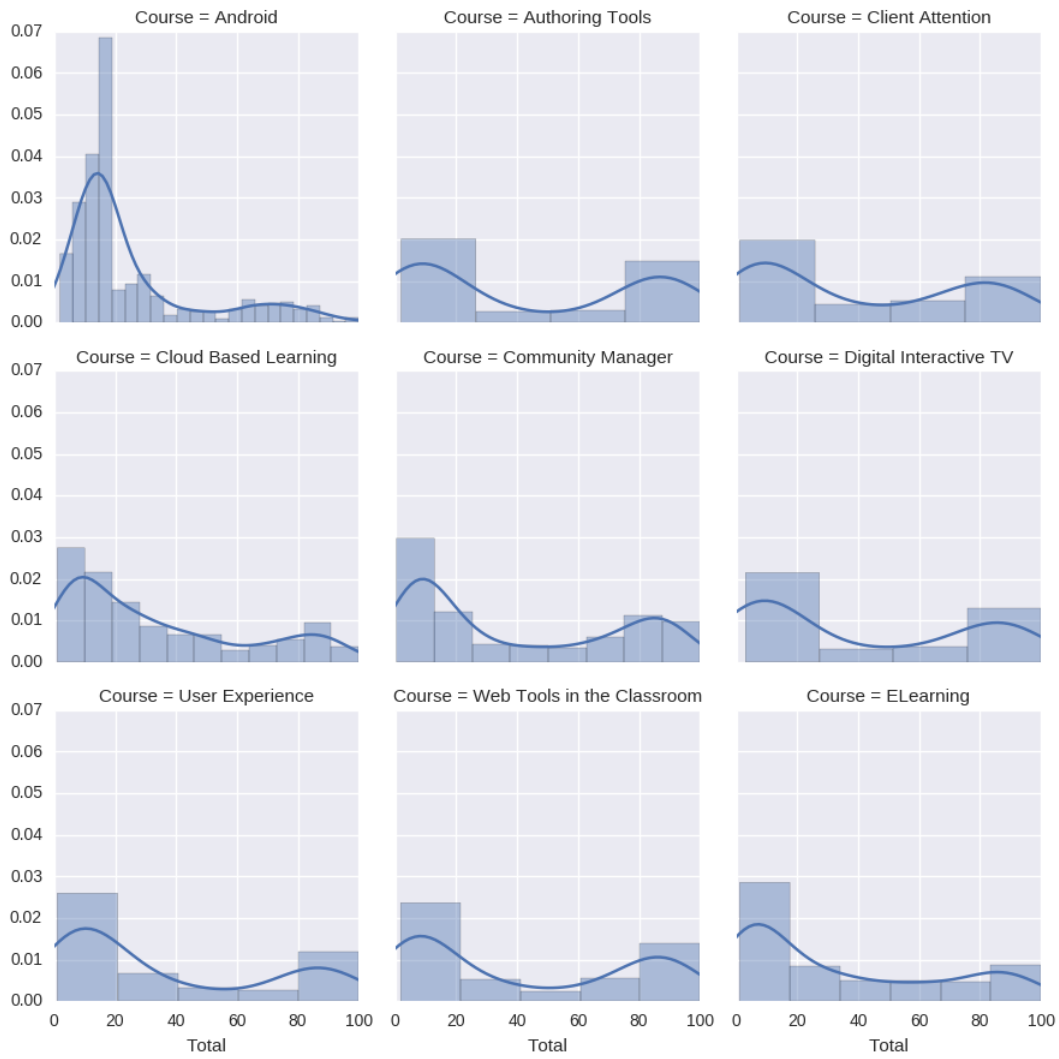 Course = Android
Course = Authoring Tools
Course = Client Attention
0.07
0.06
0.05
0.04
0.03
0.02
0.01
0.00
Course = Cloud Based Learning
Course = Community Manager
Course = Digital Interactive TV
0.07
0.06
0.05
0.04
0.03
0.02
0.01
0.00
Course = User Experience
Course = Web Tools in the Classroom
Course = ELearning
0.07
0.06
0.05
0.04
0.03
0.02
0.01
0.00
0 20 40 60 80 100
0 20 40 60 80 100
0 20 40 60 80 100
Total
Total
Total